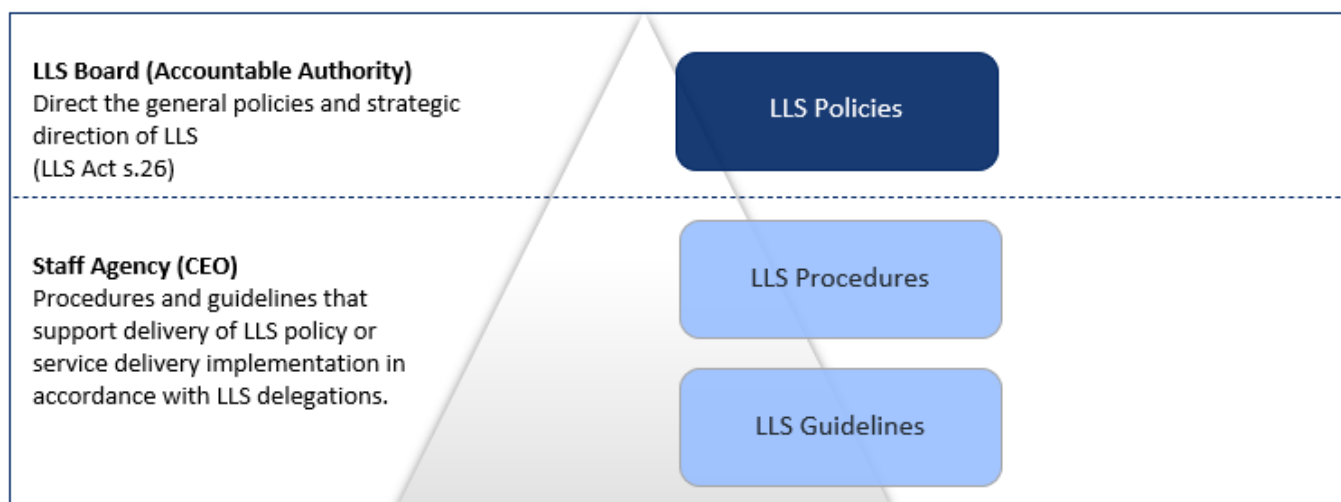 LLS Board (Accountable Authority)
Direct the general policies and strategic
direction of LLS
(LLS Act s.26)
LLS Policies
Staff Agency (CEO)
Procedures and guidelines that
support delivery of LLS policy or
service delivery implementation in
accordance with LLS delegations.
LLS Procedures
LLS Guidelines